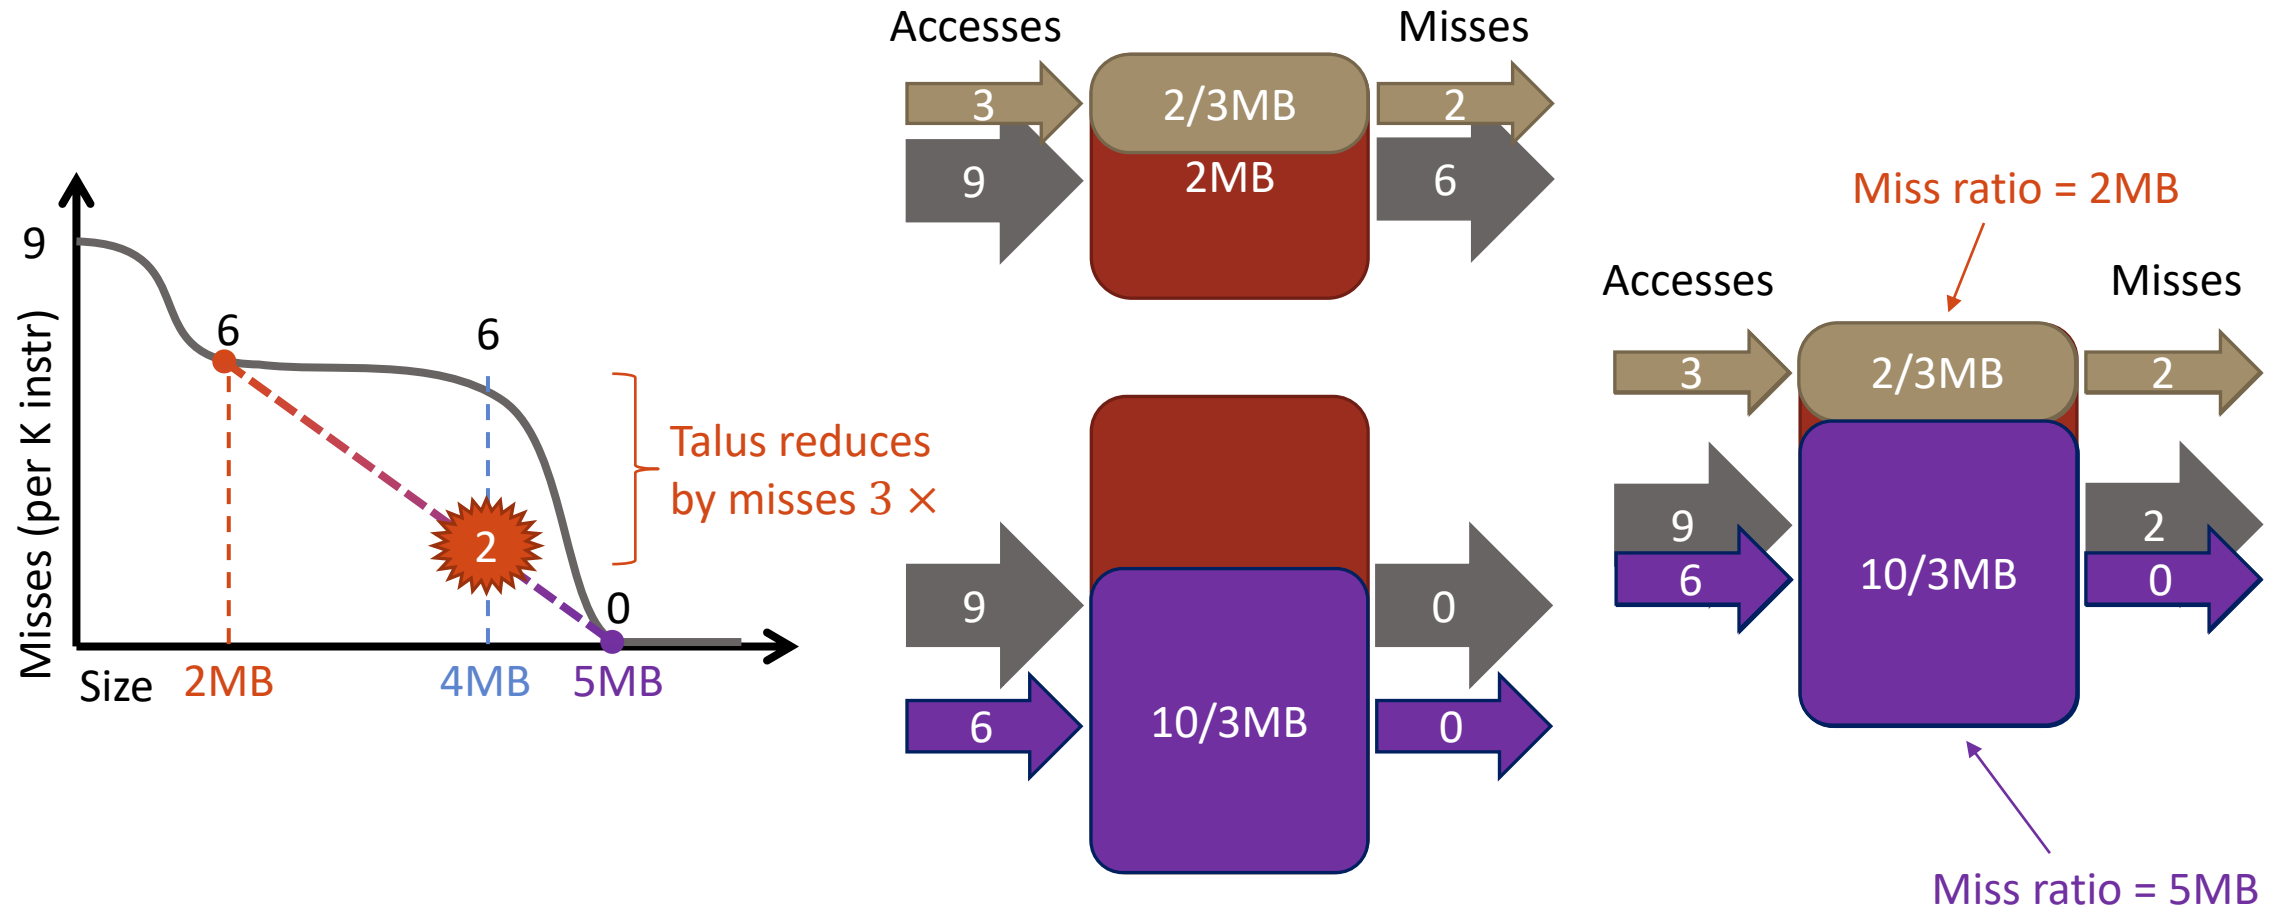 Misses (per K instr)
9
6
6
2
0
Size
2MB
4MB
5MB
Talus reduces
by misses 3 ×
Accesses
Misses
3
2/3MB
2
9
2MB
6
9
0
6
10/3MB
0
Miss ratio = 2MB
Accesses
Misses
3
2/3MB
2
9
2
6
10/3MB
0
Miss ratio = 5MB